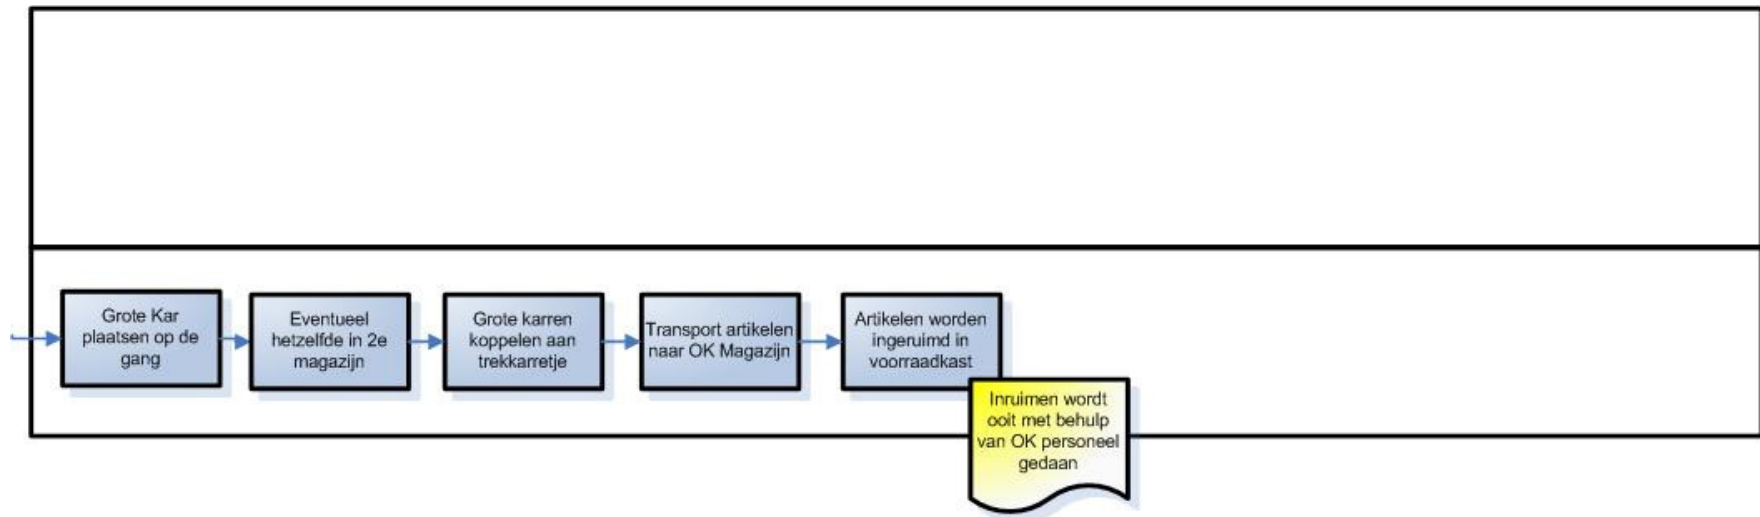 Grote Kar
plaatsen op de
gang
Eventueel
hetzelfde in 2e
magazijn
Grote karren
koppelen aan
trekkarretje
Transport artikelen
naar OK Magazijn
Artikelen worden
ingeruimd in
voorraadkast
Inruimen wordt
ooit met behulp
van OK personeel
gedaan